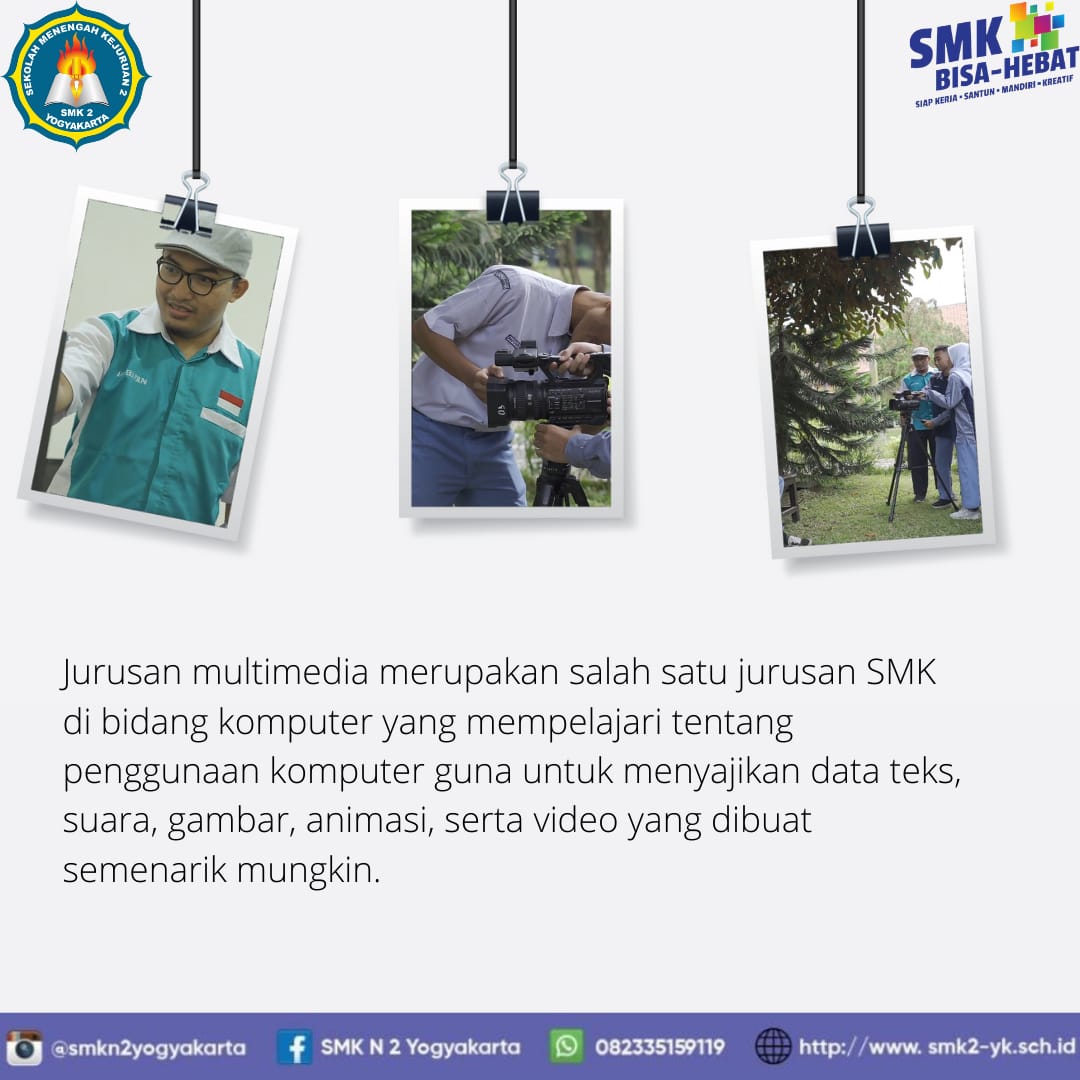 SEKOLAH MENENGAH KEJURUAN 2
SMK 2
YOGYAKARTA
SMK
BISA-HEBAT
SIAP KERJA • SANTUN • MANDIRI • KREATIF
03
Jurusan multimedia merupakan salah satu jurusan SMK
di bidang komputer yang mempelajari tentang
penggunaan komputer guna untuk menyajikan data teks,
suara, gambar, animasi, serta video yang dibuat
semenarik mungkin.
@smkn2yogyakarta
SMK N 2 Yogyakarta
082335159119
http://www. smk2-yk.sch.id